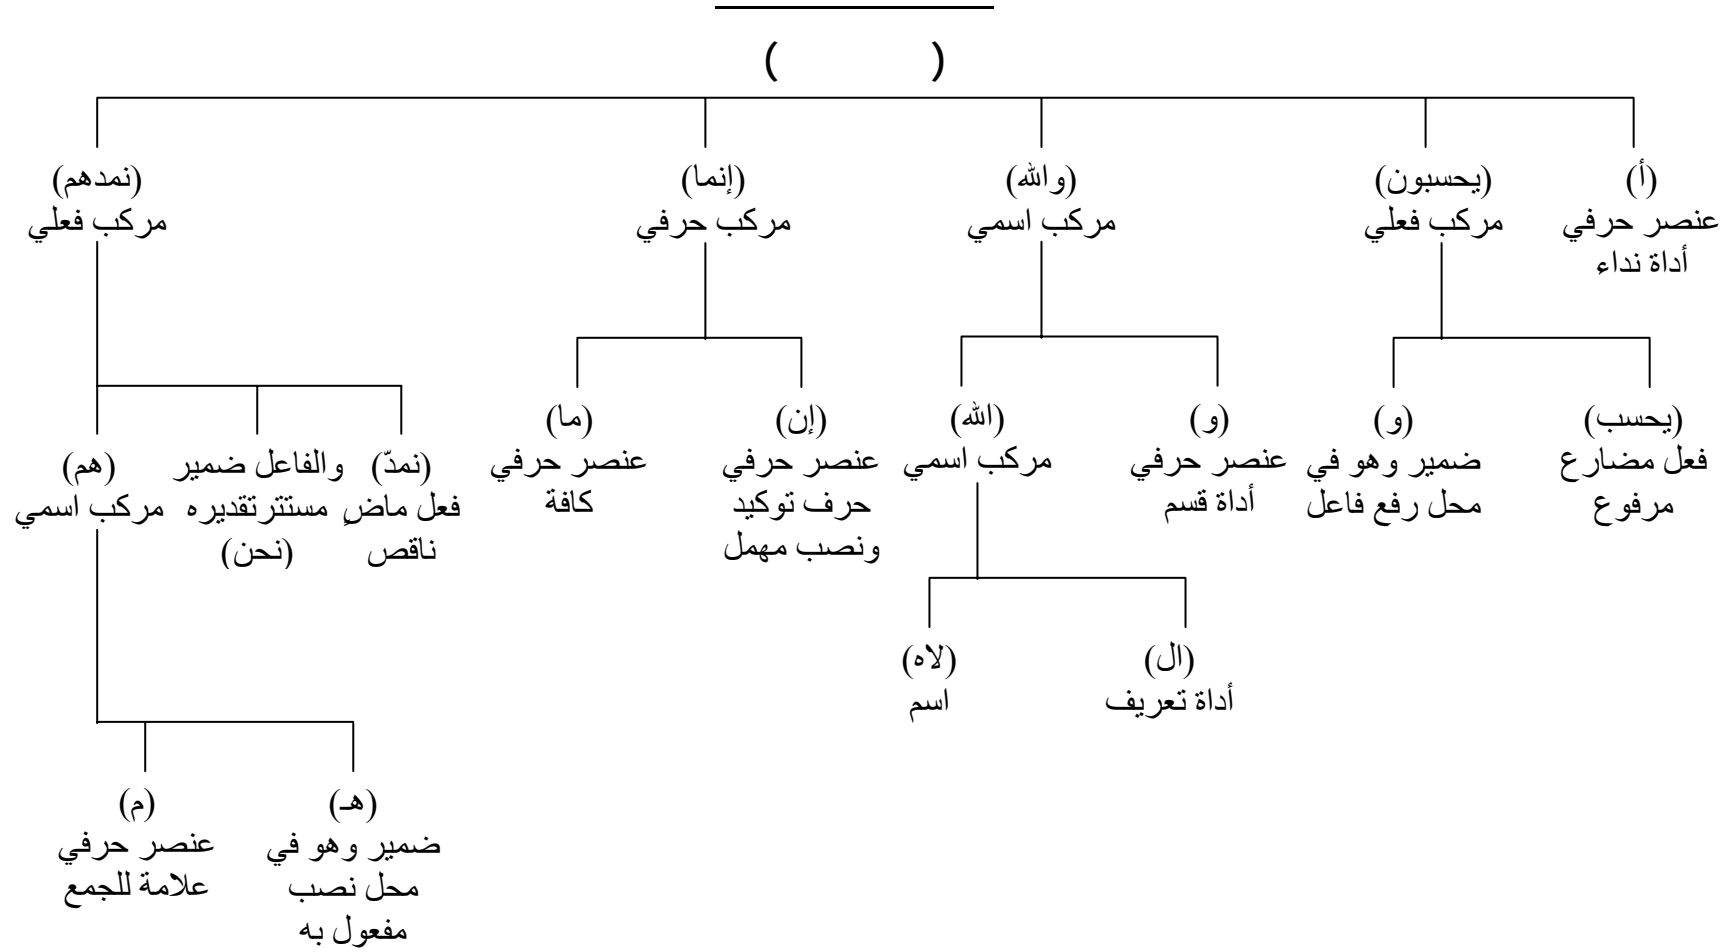 (          )
(أ)
عنصر حرفي
أداة نداء
(يحسبون)
مركب فعلي
(والله)
مركب اسمي
(إنما)
مركب حرفي
(نمدهم)
مركب فعلي
(يحسب)
فعل مضارع
مرفوع
(و)
ضمير وهو في
محل رفع فاعل
(و)
عنصر حرفي
أداة قسم
(الله)
مركب اسمي
(إن)
عنصر حرفي
حرف توكيد
ونصب مهمل
(ما)
عنصر حرفي
كافة
(نمدّ)
فعل ماضٍ
ناقص
والفاعل ضمير
مستترتقديره
(نحن)
(هم)
مركب اسمي
(ال)
أداة تعريف
(لاه)
اسم
(هـ)
ضمير وهو في
محل نصب
مفعول به
(م)
عنصر حرفي
علامة للجمع